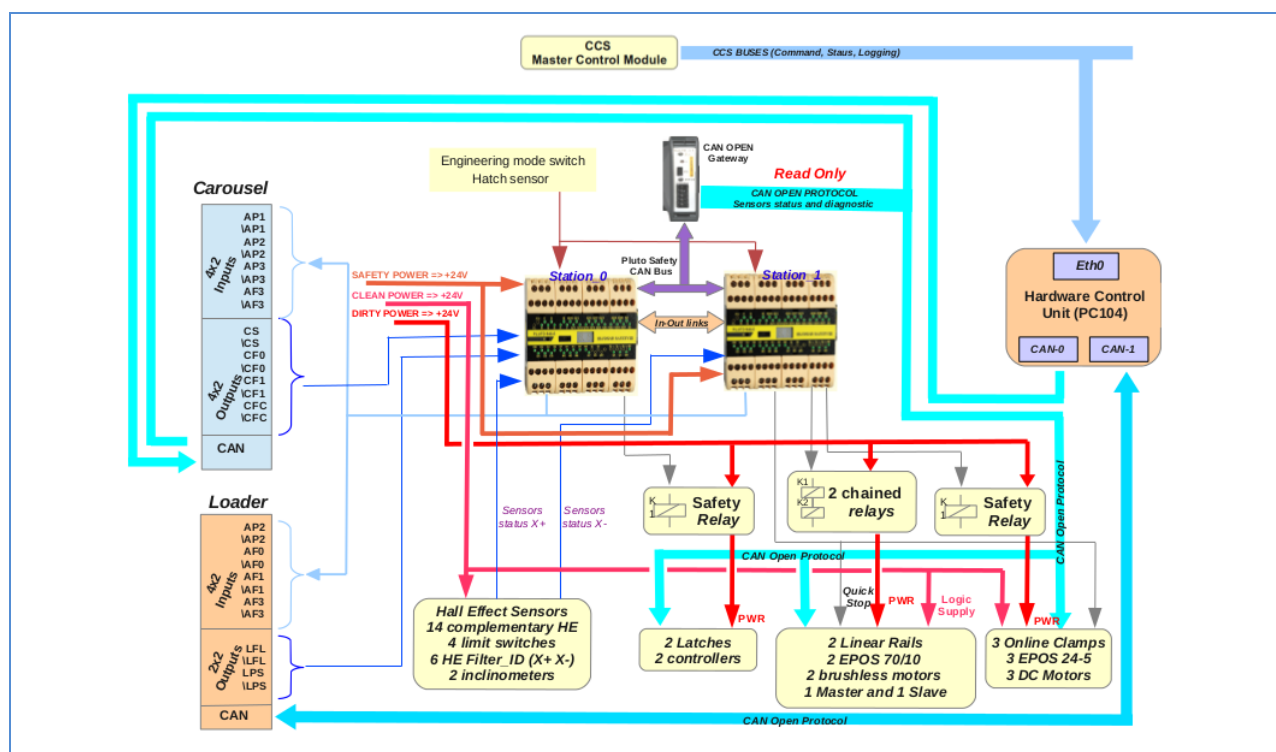 CCS
Master Control Module
CCS BUSES (Command, Staus, Logging)
CAN OPEN
Gateway
Read Only
CAN OPEN PROTOCOL
Sensors status and diagnostic
Engineering mode switch
Hatch sensor
Carousel
AP1
\AP1
AP2
\AP2
AP3
\AP3
AF3
\AF3
4x2
Inputs
CS
\CS
CF0
\CF0
CF1
\CF1
CFC
\CFC
4x2
Outputs
CAN
SAFETY POWER => +24V
CLEAN POWER => +24V
DIRTY POWER => +24V
Pluto Safety
CAN Bus
Station_0
Station_1
In-Out links
Eth0
Hardware Control
Unit (PC104)
CAN-0
CAN-1
Loader
AP2
\AP2
AF0
\AF0
AF1
\AF1
AF3
\AF3
4x2
Inputs
LFL
\LFL
LPS
\LPS
2x2
Outputs
CAN
Sensors
status X+
Sensors
status X-
K
1
Safety
Relay
K1
K2
2 chained
relays
K
1
Safety
Relay
CAN Open Protocol
CAN Open Protocol
Quick
Stop
PWR
PWR
Logic
Supply
PWR
Hall Effect Sensors
14 complementary HE
4 limit switches
6 HE Filter_ID (X+ X-)
2 inclinometers
2 Latches
2 controllers
2 Linear Rails
2 EPOS 70/10
2 brushless motors
1 Master and 1 Slave
3 Online Clamps
3 EPOS 24-5
3 DC Motors
CAN Open Protocol